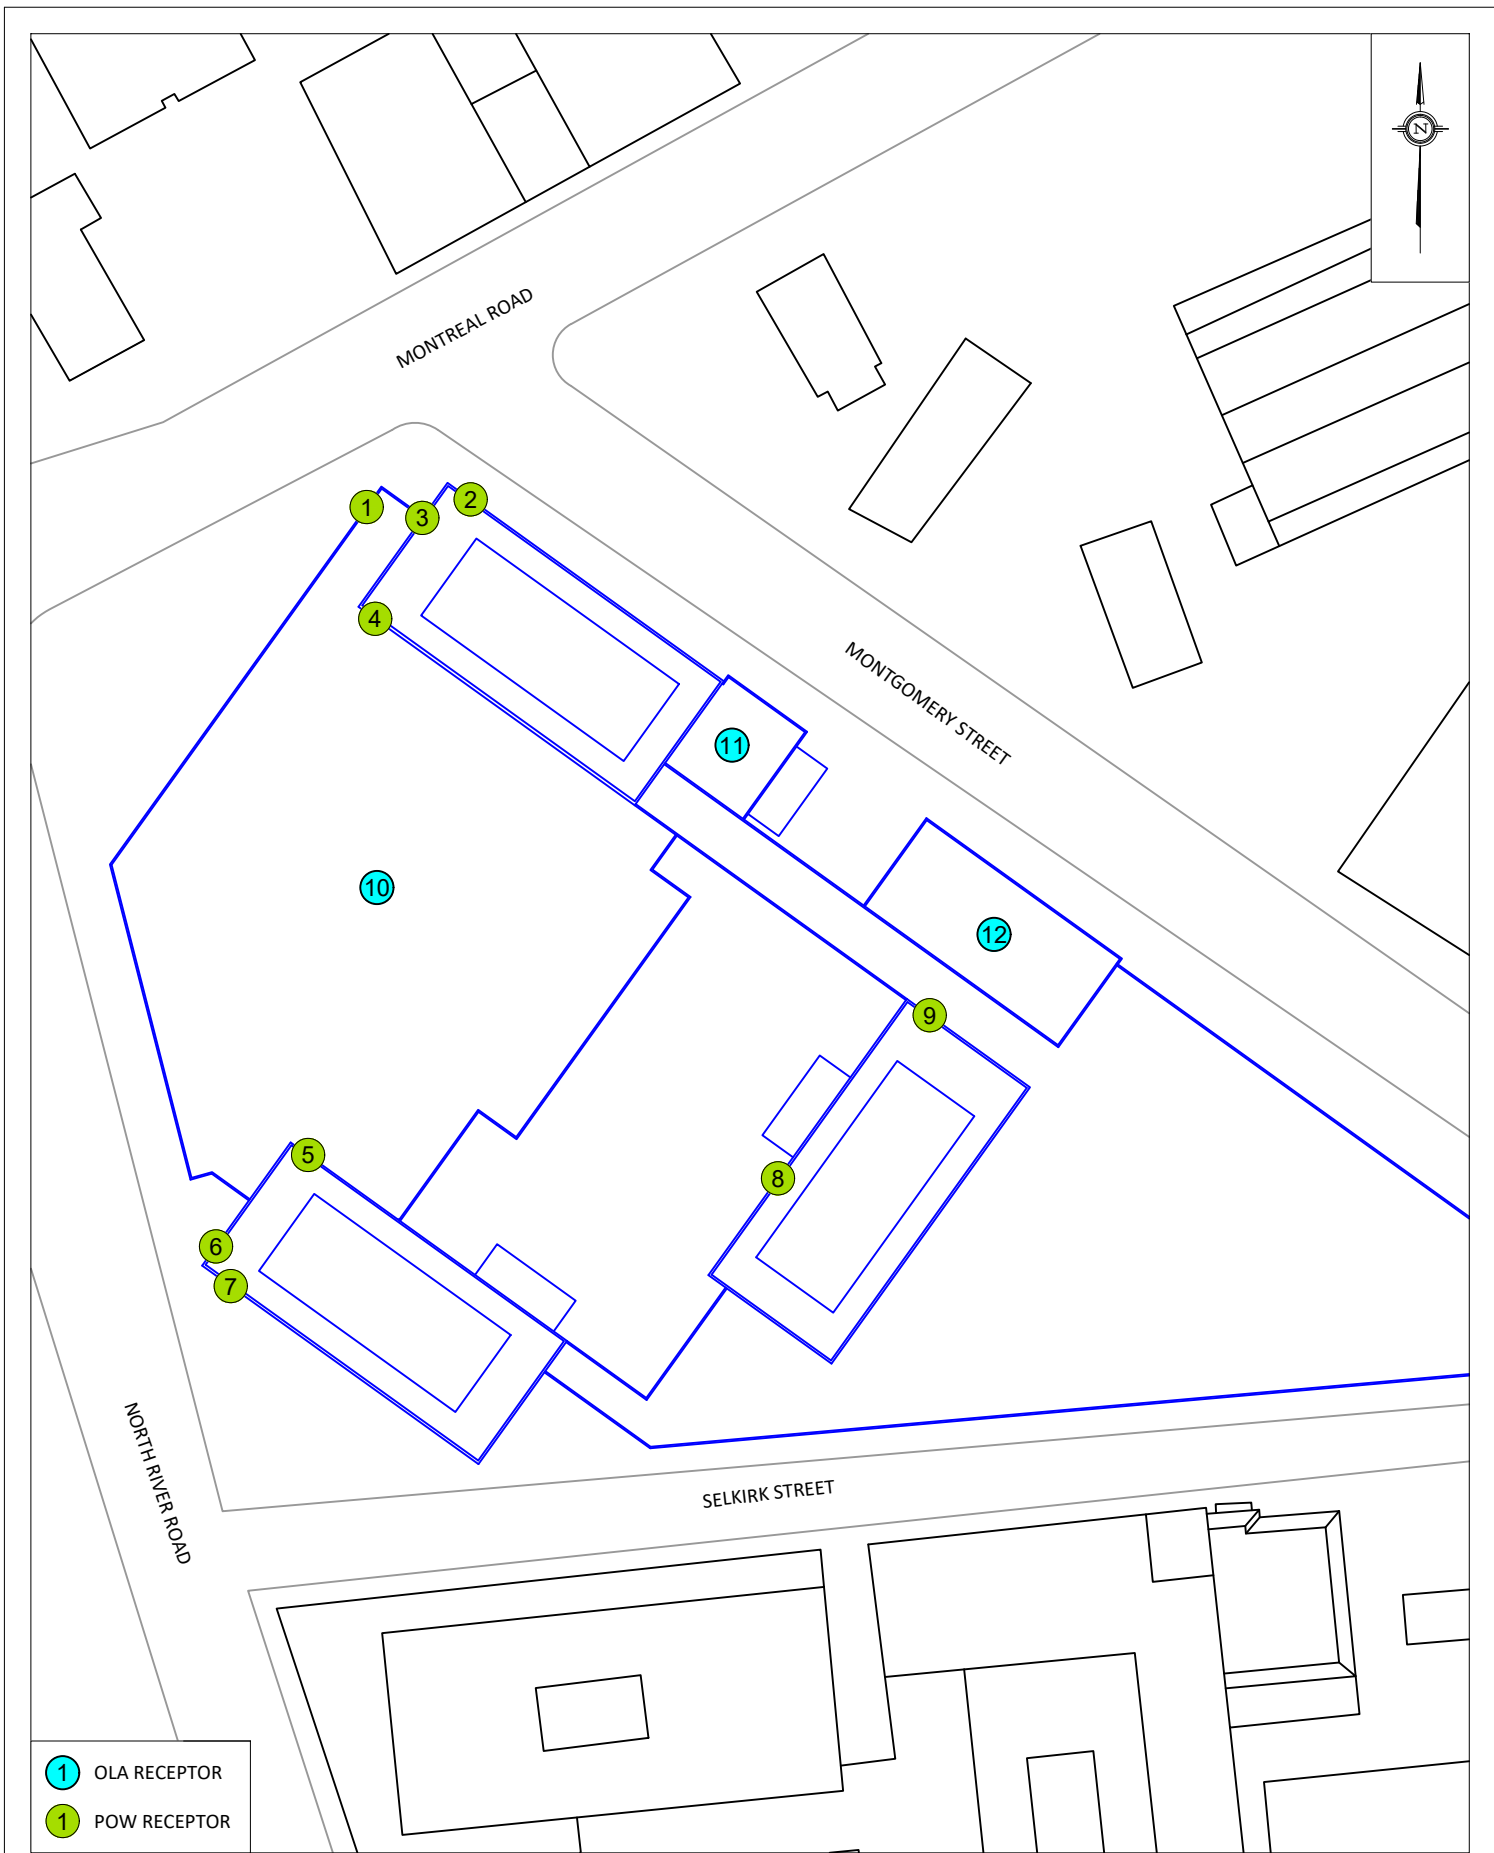 N
MONTREAL ROAD
1
2
3
4
MONTGOMERY STREET
11
10
12
9
5
8
6
7
NORTH RIVER ROAD
SELKIRK STREET
1 OLA RECEPTOR
1 POW RECEPTOR